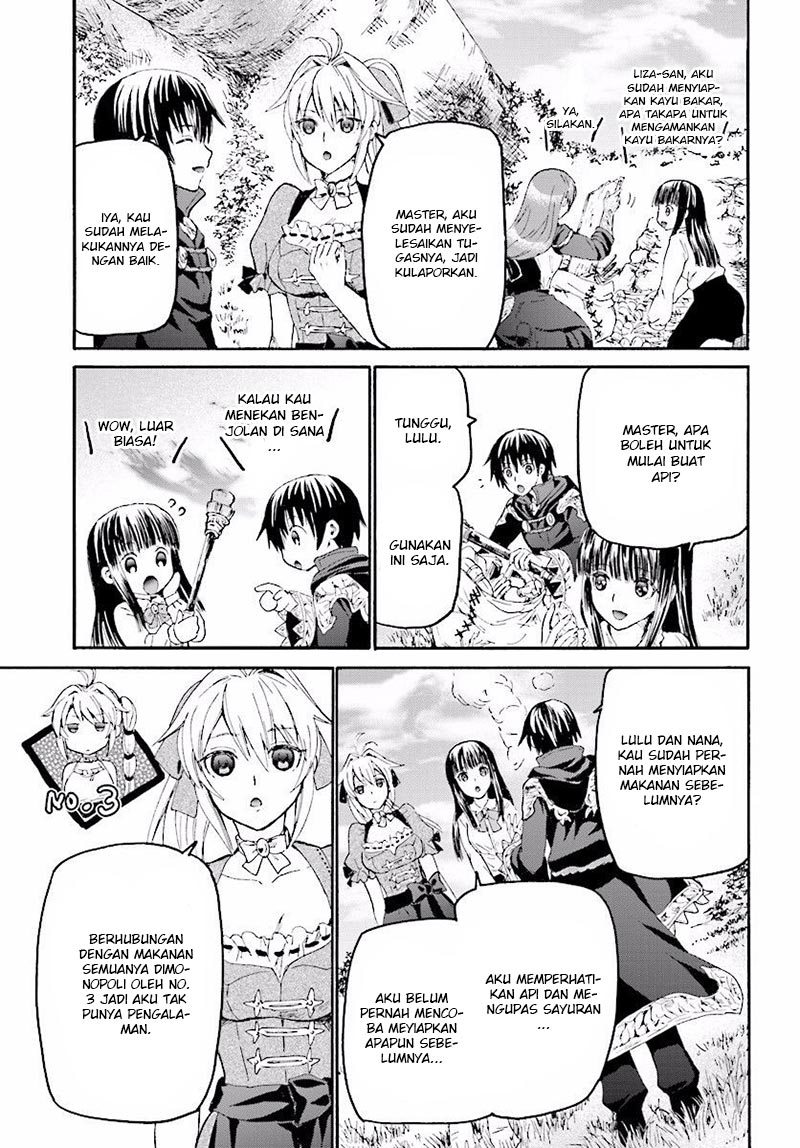 LIZA-SAN, AKU
SUDAH MENYIAP-
KAN KAYU BAKAR,
APA TAKAPA UNTUK
MENGAMANKAN
KAYU BAKARNYA?
YA,
SILAKAN.
MASTER, AKU
SUDAH MENYE-
LESAIKAN TU-
GASNYA, JADI
KULAPORKAN.
IYA, KAU
SUDAH MELA-
KUKANNYA DE-
NGAN BAIK.
MASTER, APA
BOLEH UNTUK
MULAI BUAT
API?
TUNGGU,
LULU.
GUNAKAN
INI SAJA.
KALAU KAU
MENEKAN BEN-
JOLAN DI SANA
...
WOW, LUAR
BIASA!
LULU DAN NANA,
KAU SUDAH PER-
NAH MENYIAPKAN
MAKANAN SEBE-
LUMNYA?
AKU MEMPERHATI-
KAN API DAN ME-
NGUPAS SAYURAN
...
AKU BELUM
PERNAH MENCO-
BA MEYIAPKAN
APAPUN SEBE-
LUMNYA...
NO.3
BERHUBUNGAN
DENGAN MAKANAN
SEMUANYA DIMO-
NOPOLI OLEH NO.
3 JADI AKU TAK
PUNYA PENGALA-
MAN.